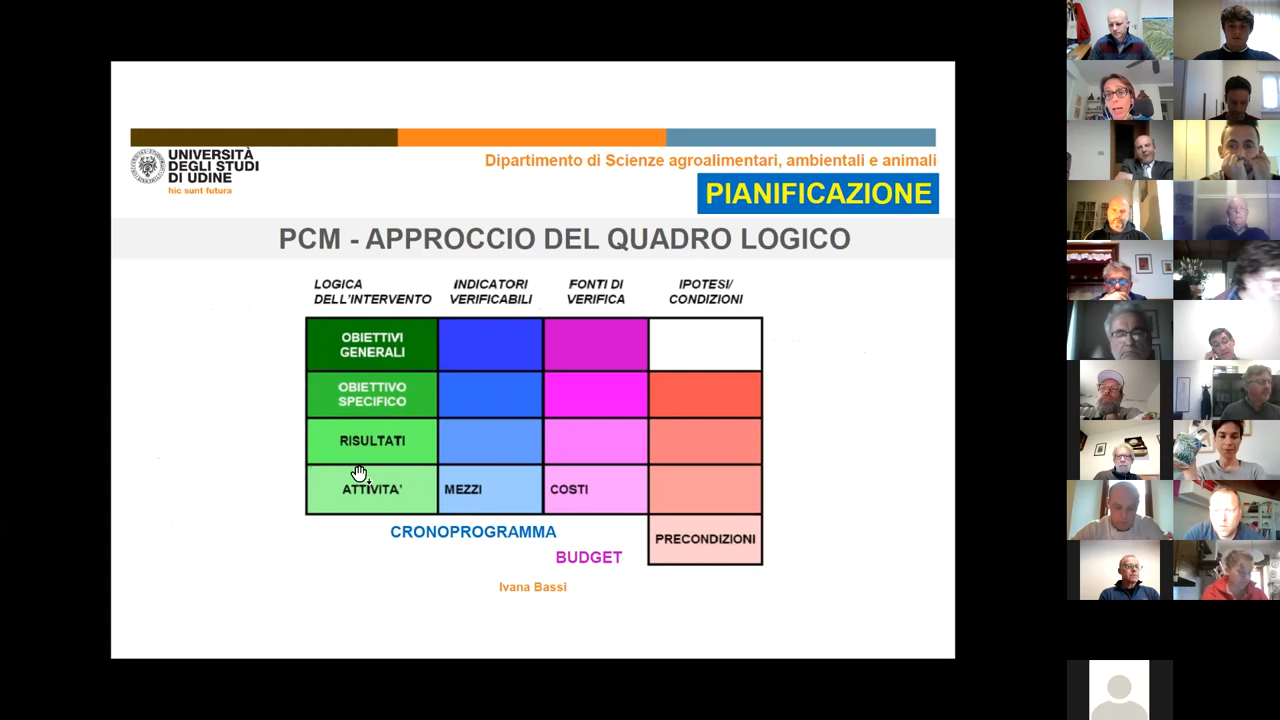 UNIVERSITÀ
DEGLI STUDI
DI UDINE
hic sunt futura
Dipartimento di Scienze agroalimentari, ambientali e animali
PIANIFICAZIONE
PCM - APPROCCIO DEL QUADRO LOGICO
LOGICA
DELL'INTERVENTO
INDICATORI
VERIFICABILI
FONTI DI
VERIFICA
IPOTESI/
CONDIZIONI
OBIETTIVI
GENERALI
OBIETTIVO
SPECIFICO
RISULTATI
ATTIVITA'
MEZZI
COSTI
CRONOPROGRAMMA
PRECONDIZIONI
BUDGET
Ivana Bassi